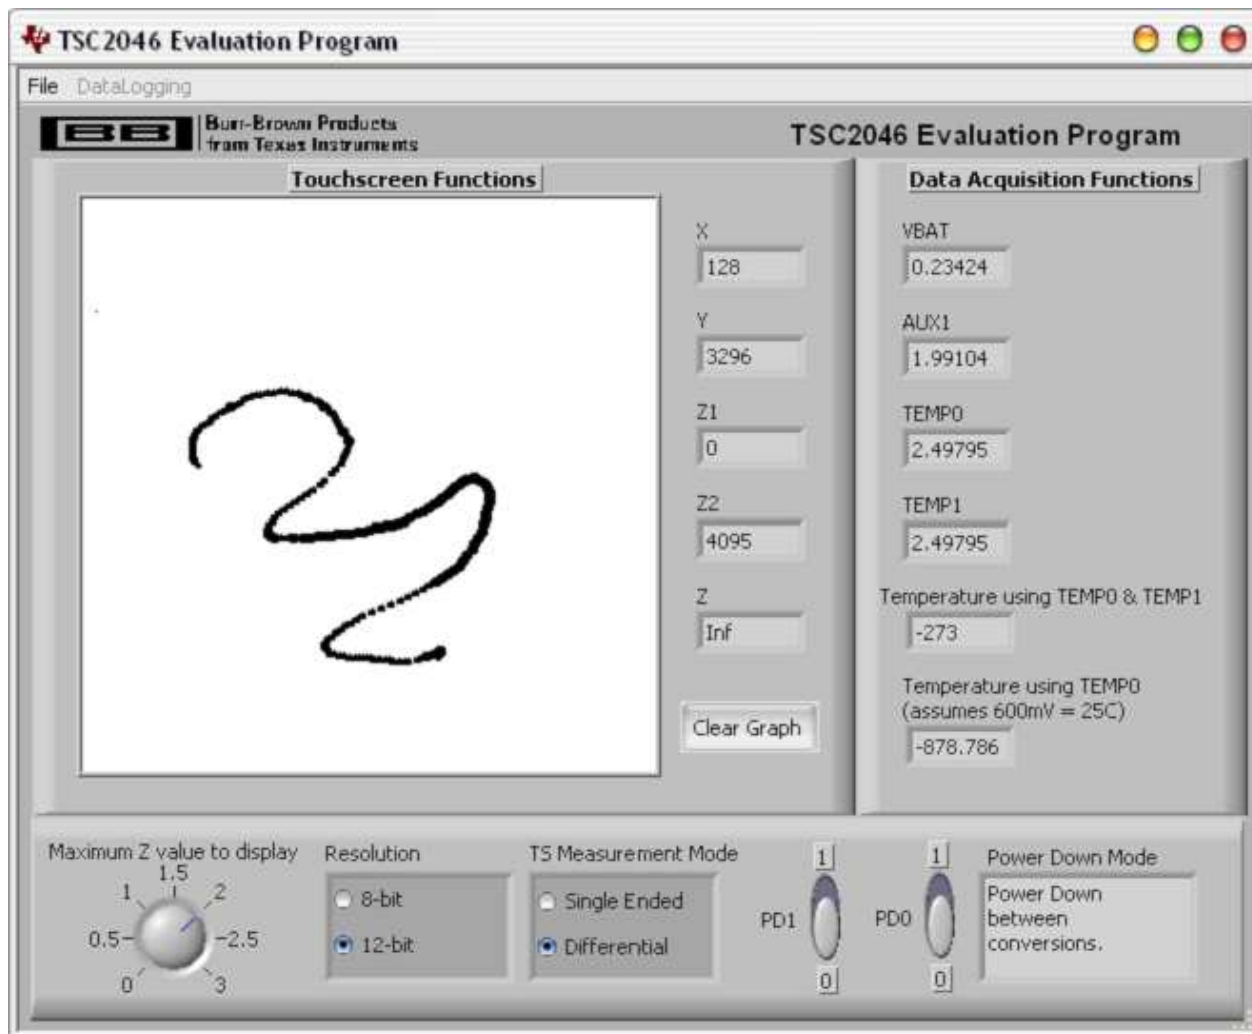 TSC2046 Evaluation Program
File DataLogging
BB Burr-Brown Products
from Texas Instruments
TSC2046 Evaluation Program
Touchscreen Functions
X
128
Y
3296
Z1
0
Z2
4095
Z
Inf
Clear Graph
Data Acquisition Functions
VBAT
0.23424
AUX1
1.99104
TEMP0
2.49795
TEMP1
2.49795
Temperature using TEMP0 & TEMP1
-273
Temperature using TEMP0
(assumes 600mV = 25C)
-878.786
Maximum Z value to display
0 0.5 1 1.5 2 2.5 3
Resolution
8-bit
12-bit
TS Measurement Mode
Single Ended
Differential
1
PD1
0
1
PD0
0
Power Down Mode
Power Down
between
conversions.